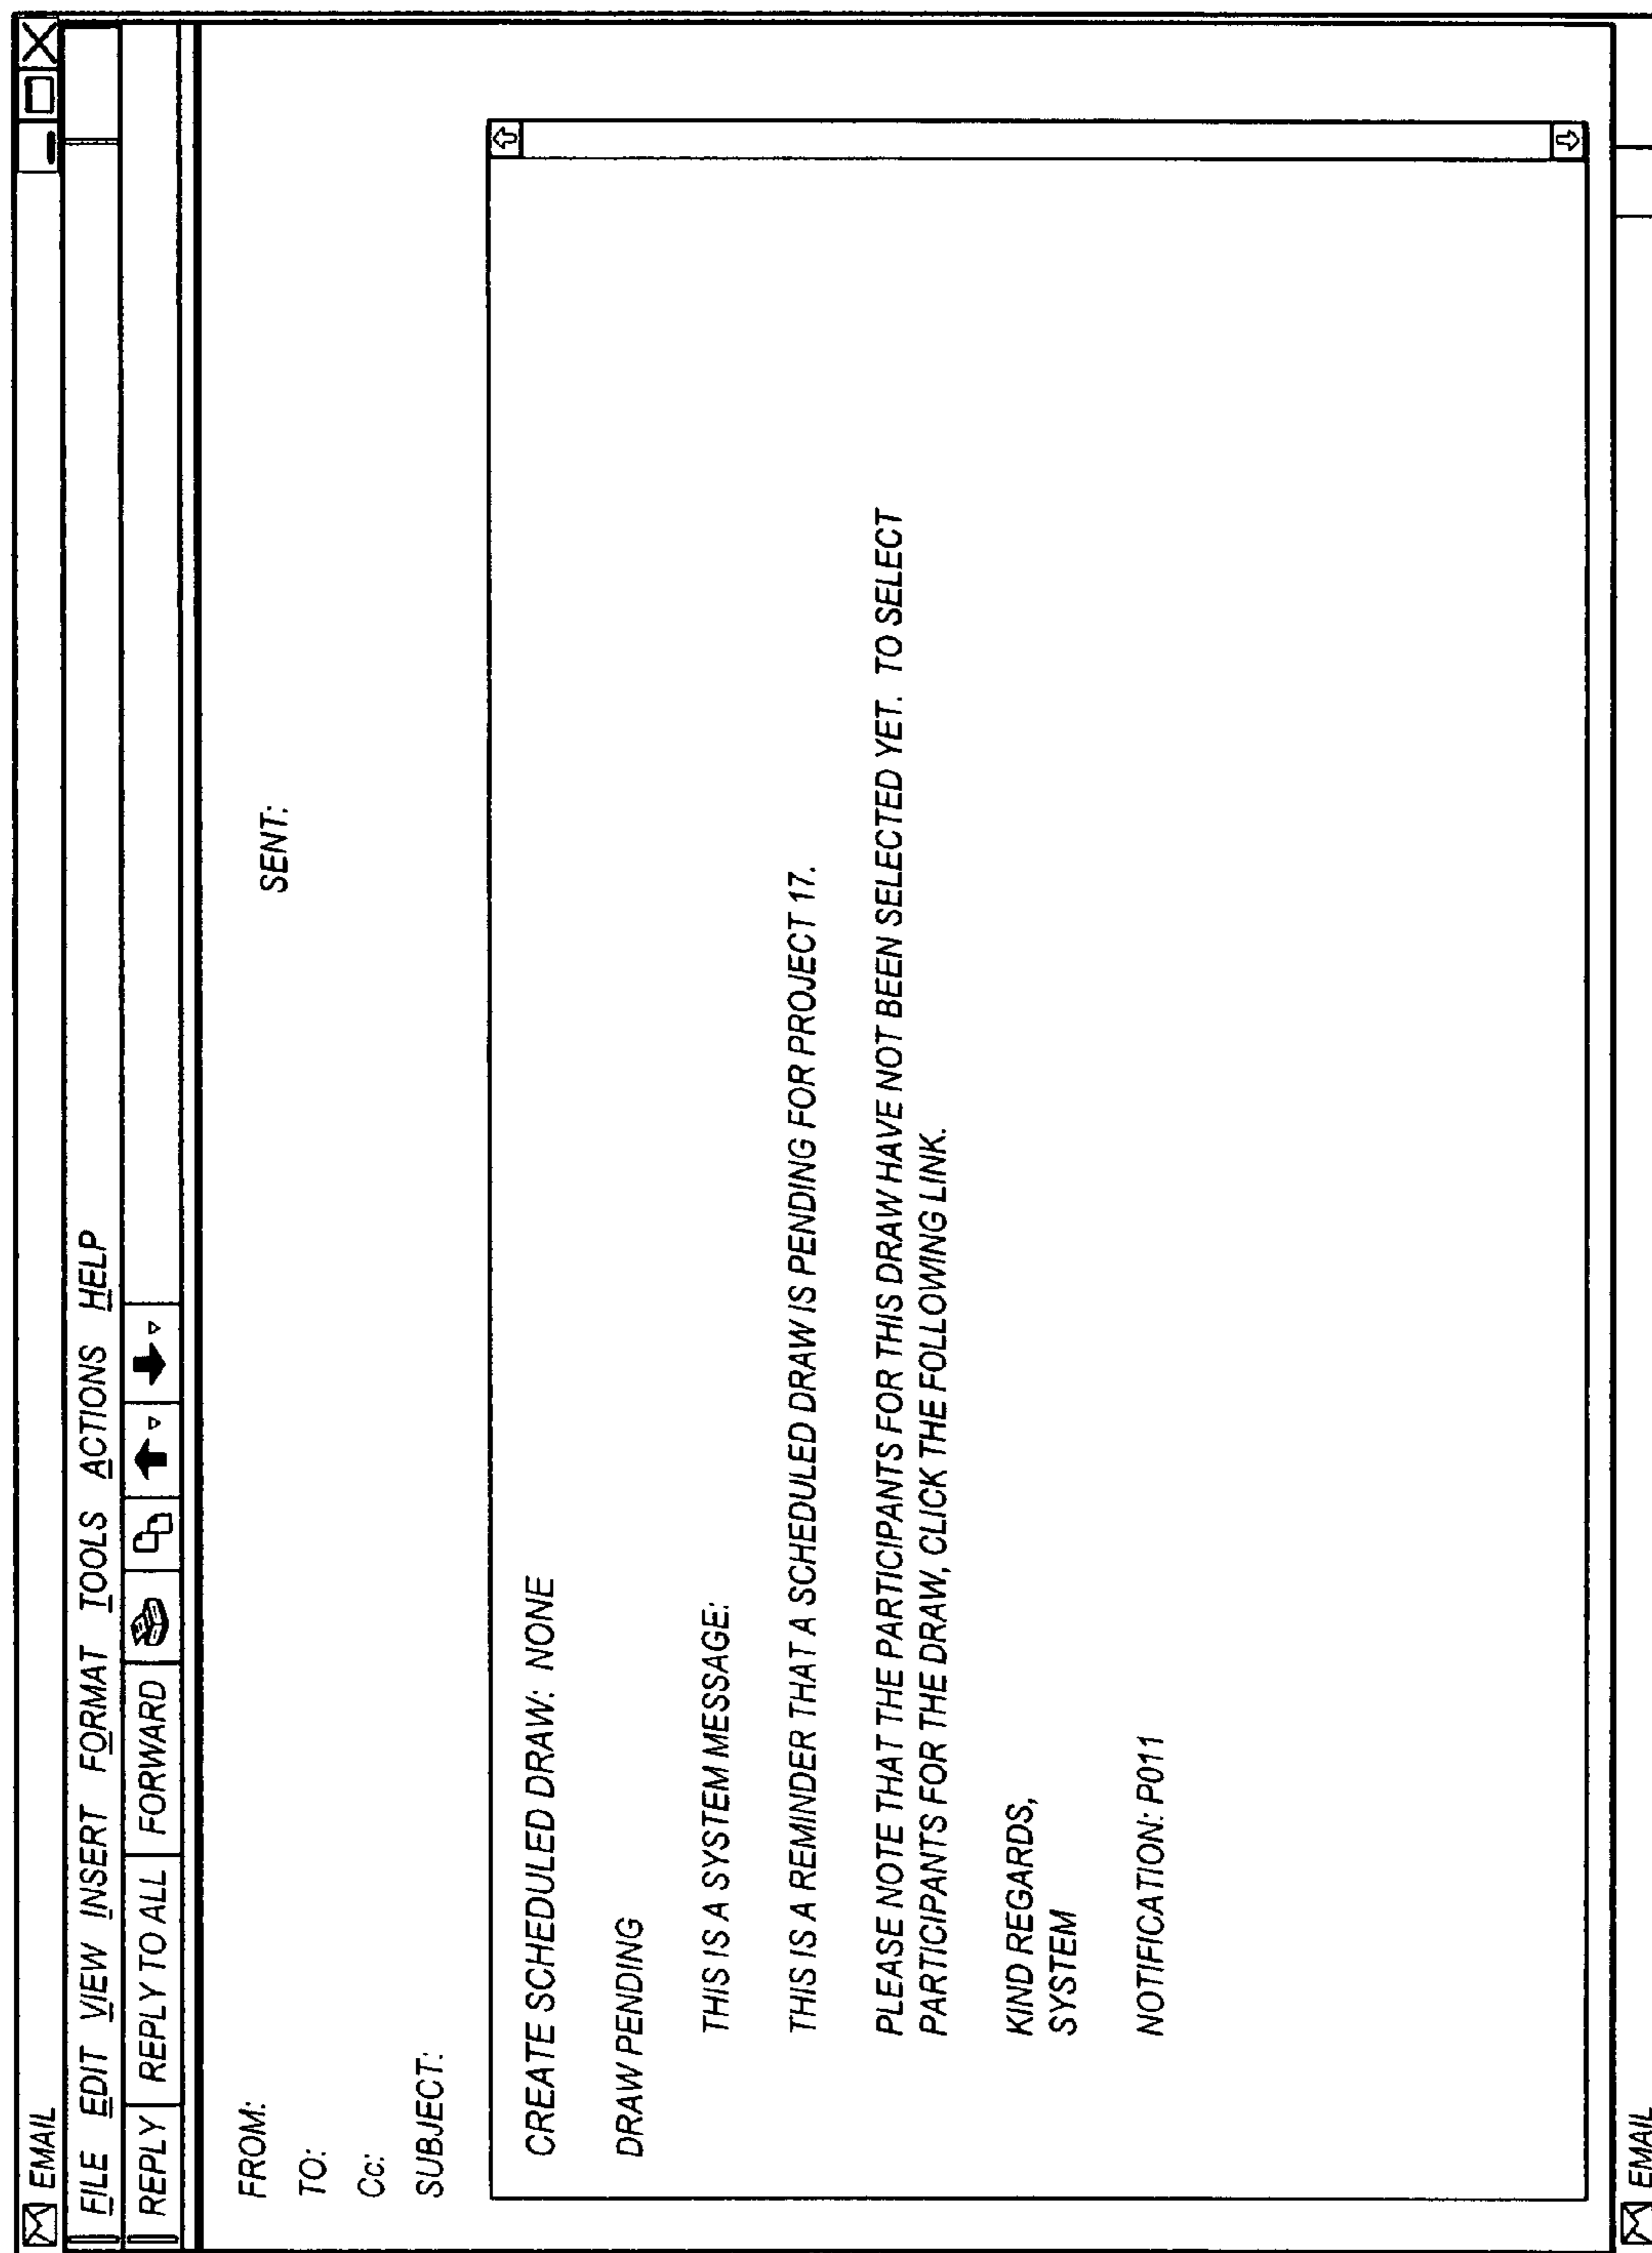 EMAIL
FILE EDIT VIEW INSERT FORMAT TOOLS ACTIONS HELP
REPLY REPLY TO ALL FORWARD
FROM:
SENT:
TO:
Cc:
SUBJECT:
CREATE SCHEDULED DRAW: NONE
DRAW PENDING
THIS IS A SYSTEM MESSAGE:
THIS IS A REMINDER THAT A SCHEDULED DRAW IS PENDING FOR PROJECT 17.
PLEASE NOTE THAT THE PARTICIPANTS FOR THIS DRAW HAVE NOT BEEN SELECTED YET. TO SELECT
PARTICIPANTS FOR THE DRAW, CLICK THE FOLLOWING LINK.
KIND REGARDS,
SYSTEM
NOTIFICATION: P011
EMAIL